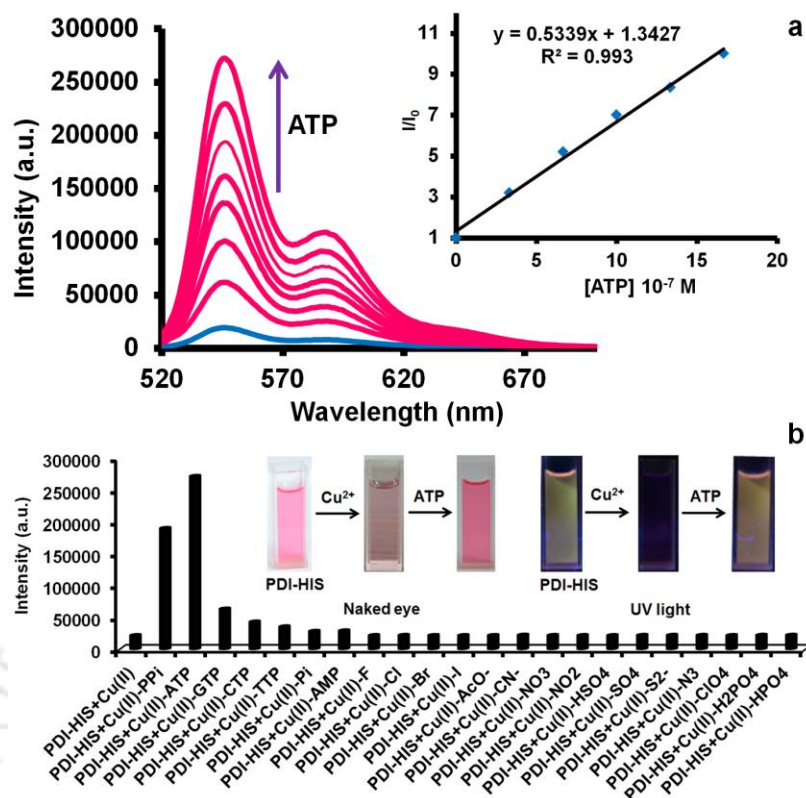 a
300000
250000
200000
150000
100000
50000
0
Intensity (a.u.)
520
570
620
670
Wavelength (nm)
ATP
y = 0.5339x + 1.3427
R² = 0.993
11
9
7
5
3
1
I/I₀
0
5
10
15
20
[ATP] 10⁻⁷ M
b
300000
250000
200000
150000
100000
50000
0
Intensity (a.u.)
Cu²⁺
ATP
Cu²⁺
ATP
PDI-HIS
PDI-HIS
Naked eye
UV light
PDI-HIS+Cu(II)
PDI-HIS+Cu(II)-PPi
PDI-HIS+Cu(II)-ATP
PDI-HIS+Cu(II)-GTP
PDI-HIS+Cu(II)-CTP
PDI-HIS+Cu(II)-TTP
PDI-HIS+Cu(II)-Pi
PDI-HIS+Cu(II)-AMP
PDI-HIS+Cu(II)-F
PDI-HIS+Cu(II)-Cl
PDI-HIS+Cu(II)-Br
PDI-HIS+Cu(II)-I
PDI-HIS+Cu(II)-AcO-
PDI-HIS+Cu(II)-CN-
PDI-HIS+Cu(II)-NO3
PDI-HIS+Cu(II)-NO2
PDI-HIS+Cu(II)-HSO4
PDI-HIS+Cu(II)-SO4
PDI-HIS+Cu(II)-S2-
PDI-HIS+Cu(II)-N3
PDI-HIS+Cu(II)-ClO4
PDI-HIS+Cu(II)-H2PO4
PDI-HIS+Cu(II)-HPO4